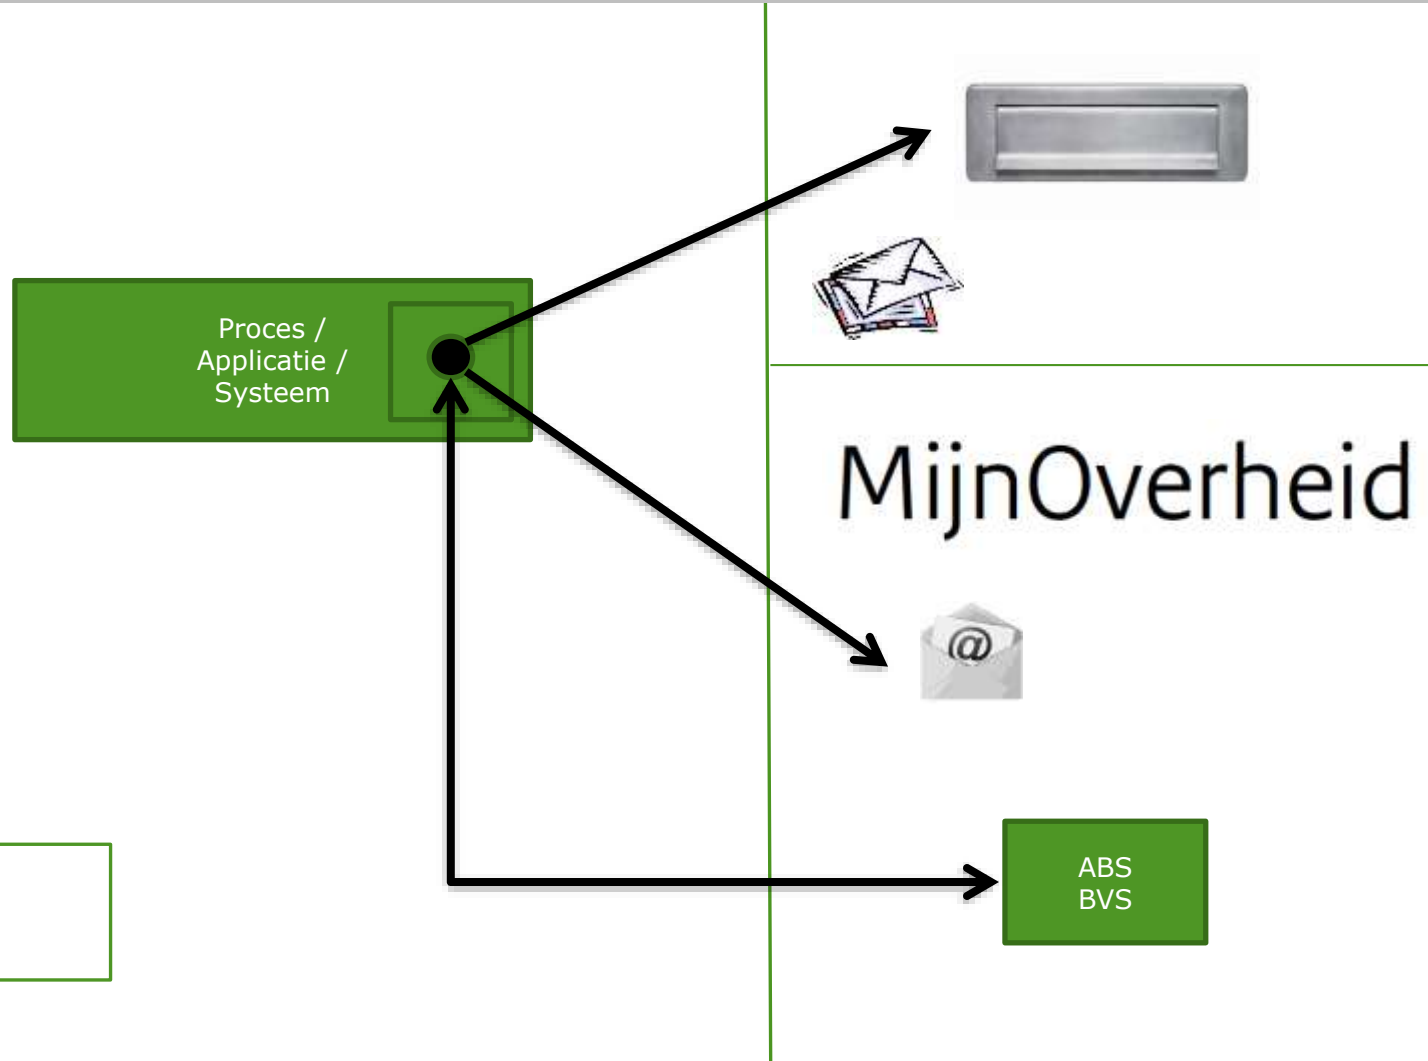 Proces /
Applicatie /
Systeem
MijnOverheid
@
ABS
BVS